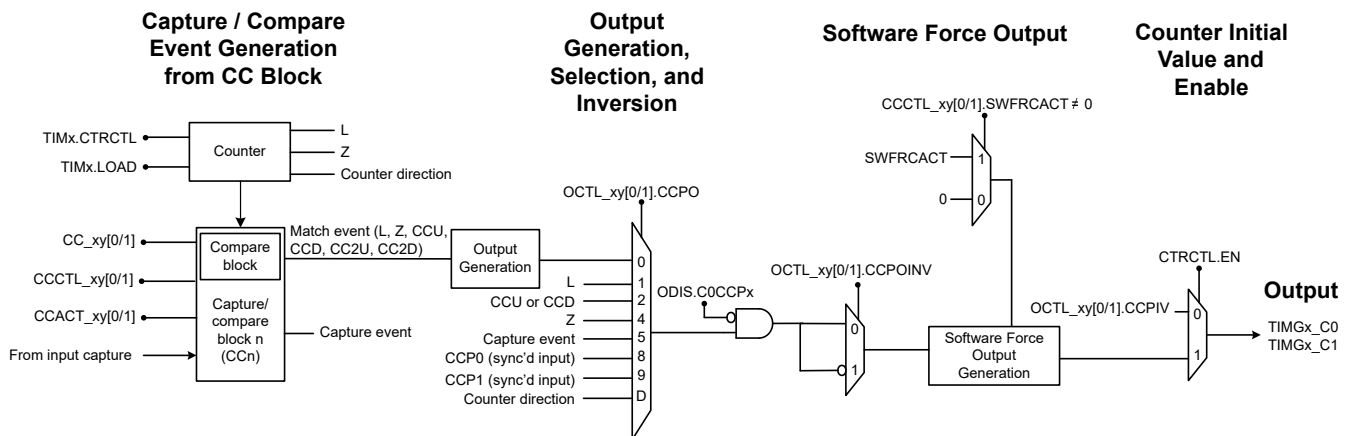 Capture / Compare
Event Generation
from CC Block
Output
Generation,
Selection, and
Inversion
Software Force Output
Counter Initial
Value and
Enable
TIMx.CTRCTL
TIMx.LOAD
Counter
L
Z
Counter direction
CC_xy[0/1]
CCCTL_xy[0/1]
CCACT_xy[0/1]
From input capture
Compare
block
Capture/
compare
block n
(CCn)
Match event (L, Z, CCU,
CCD, CC2U, CC2D)
Capture event
Output
Generation
OCTL_xy[0/1].CCPO
0
L 1
CCU or CCD 2
Z 4
Capture event 5
CCP0 (sync'd input) 8
CCP1 (sync'd input) 9
Counter direction D
ODIS.C0CCPx
OCTL_xy[0/1].CCPOINV
0
1
CCCTL_xy[0/1].SWFRCACT ≠ 0
SWFRCACT 1
0 0
Software Force
Output
Generation
CTRCTL.EN
OCTL_xy[0/1].CCPIV 0
1
Output
TIMGx_C0
TIMGx_C1